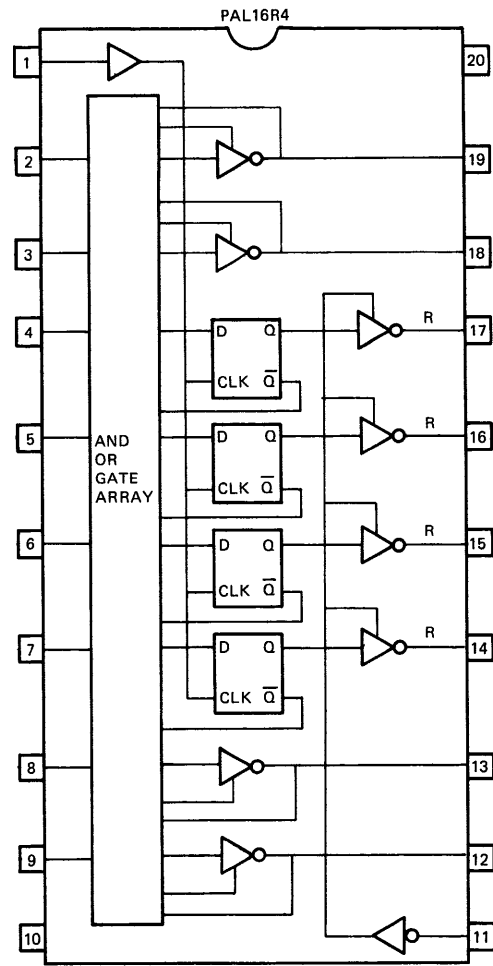 PAL16R4
1
20
2
19
3
18
4
D Q
R
17
CLK Q̅
5
AND
OR
GATE
ARRAY
D Q
R
16
CLK Q̅
6
D Q
R
15
CLK Q̅
7
D Q
R
14
CLK Q̅
8
13
9
12
10
11